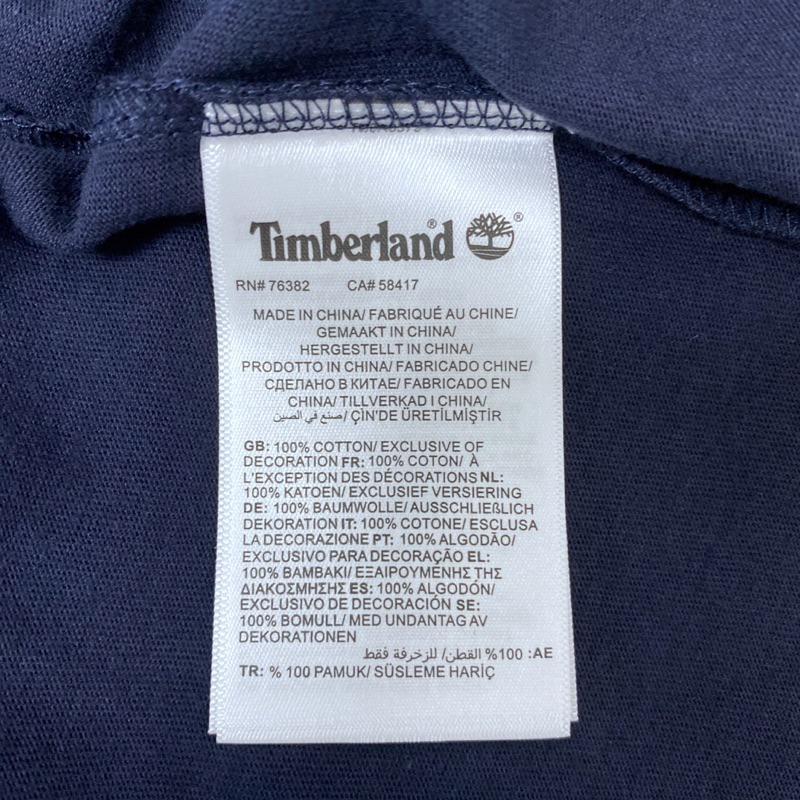 Timberland® ®
RN# 76382 CA# 58417
MADE IN CHINA/ FABRIQUÉ AU CHINE/
GEMAAKT IN CHINA/
HERGESTELLT IN CHINA/
PRODOTTO IN CHINA/ FABRICADO CHINE/
СДЕЛАНО В КИТАЕ/ FABRICADO EN
CHINA/ TILLVERKAD I CHINA/
صنع في الصين/ ÇİN'DE ÜRETİLMİŞTİR
GB: 100% COTTON/ EXCLUSIVE OF
DECORATION FR: 100% COTON/ À
L'EXCEPTION DES DÉCORATIONS NL:
100% KATOEN/ EXCLUSIEF VERSIERING
DE: 100% BAUMWOLLE/ AUSSCHLIEßLICH
DEKORATION IT: 100% COTONE/ ESCLUSA
LA DECORAZIONE PT: 100% ALGODÃO/
EXCLUSIVO PARA DECORAÇÃO EL:
100% ΒΑΜΒΑΚΙ/ ΕΞΑΙΡΟΥΜΕΝΗΣ ΤΗΣ
ΔΙΑΚΟΣΜΗΣΗΣ ES: 100% ALGODÓN/
EXCLUSIVO DE DECORACIÓN SE:
100% BOMULL/ MED UNDANTAG AV
DEKORATIONEN
AE: 100% القطن/ للزخرفة فقط
TR: % 100 PAMUK/ SÜSLEME HARİÇ